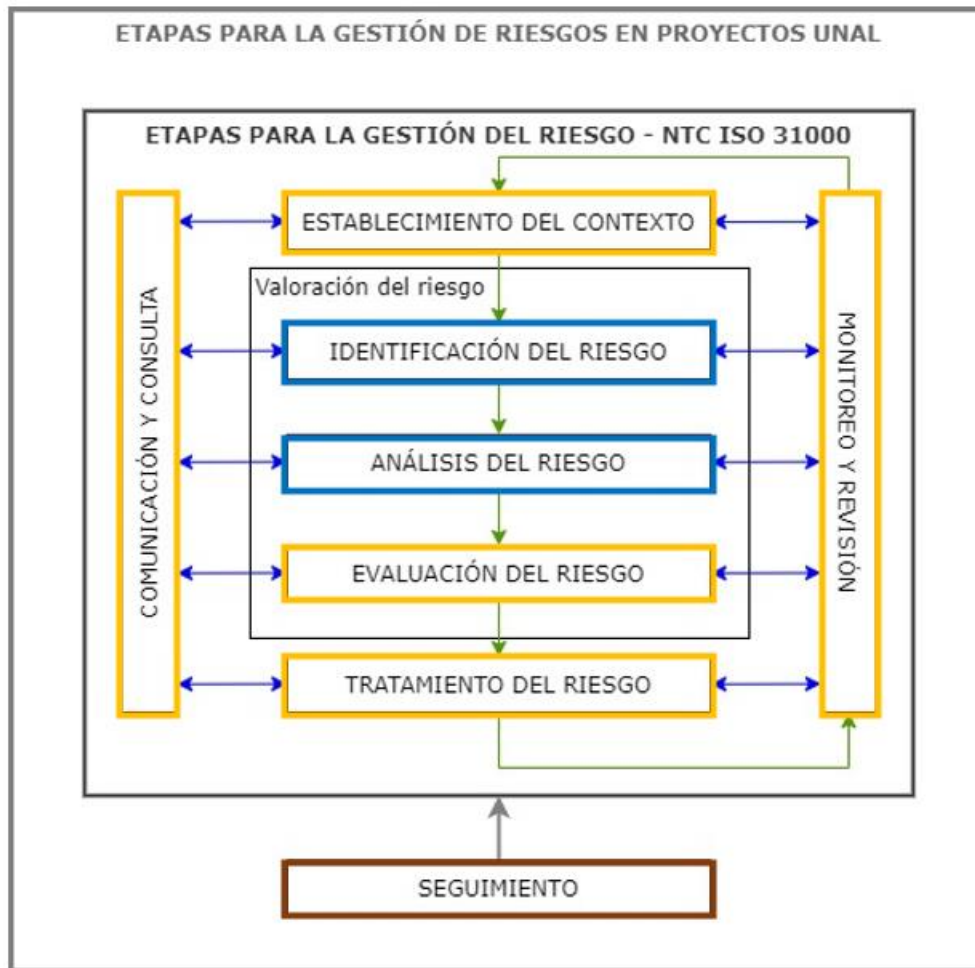 ETAPAS PARA LA GESTIÓN DE RIESGOS EN PROYECTOS UNAL
ETAPAS PARA LA GESTIÓN DEL RIESGO - NTC ISO 31000
COMUNICACIÓN Y CONSULTA
ESTABLECIMIENTO DEL CONTEXTO
Valoración del riesgo
IDENTIFICACIÓN DEL RIESGO
ANÁLISIS DEL RIESGO
EVALUACIÓN DEL RIESGO
TRATAMIENTO DEL RIESGO
MONITOREO Y REVISIÓN
SEGUIMIENTO